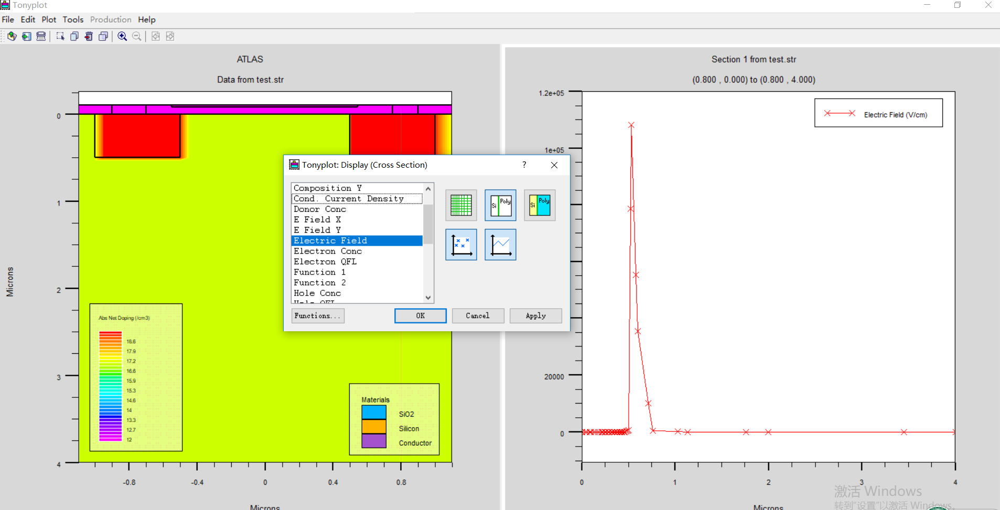 Tonyplot
File Edit Plot Tools Production Help
ATLAS
Data from test.str
0
1
2
3
4
Microns
-0.8
-0.4
0
0.4
0.8
Microns
Abs Net Doping (/cm3)
18.6
17.9
17.2
16.6
15.9
15.3
14.6
14
13.3
12.7
12
Materials
SiO2
Silicon
Conductor
Tonyplot: Display (Cross Section)
?
Composition Y
Cond. Current Density
Donor Conc
E Field X
E Field Y
Electric Field
Electron Conc
Electron QFL
Function 1
Function 2
Hole Conc
Hole QFL
Si Poly
Si Poly
Functions...
OK
Cancel
Apply
Section 1 from test.str
(0.800 , 0.000) to (0.800 , 4.000)
1.2e+05
1e+05
20000
0
Electric Field (V/cm)
0
1
2
3
4
Microns
激活 Windows
转到"设置"以激活 Windows。